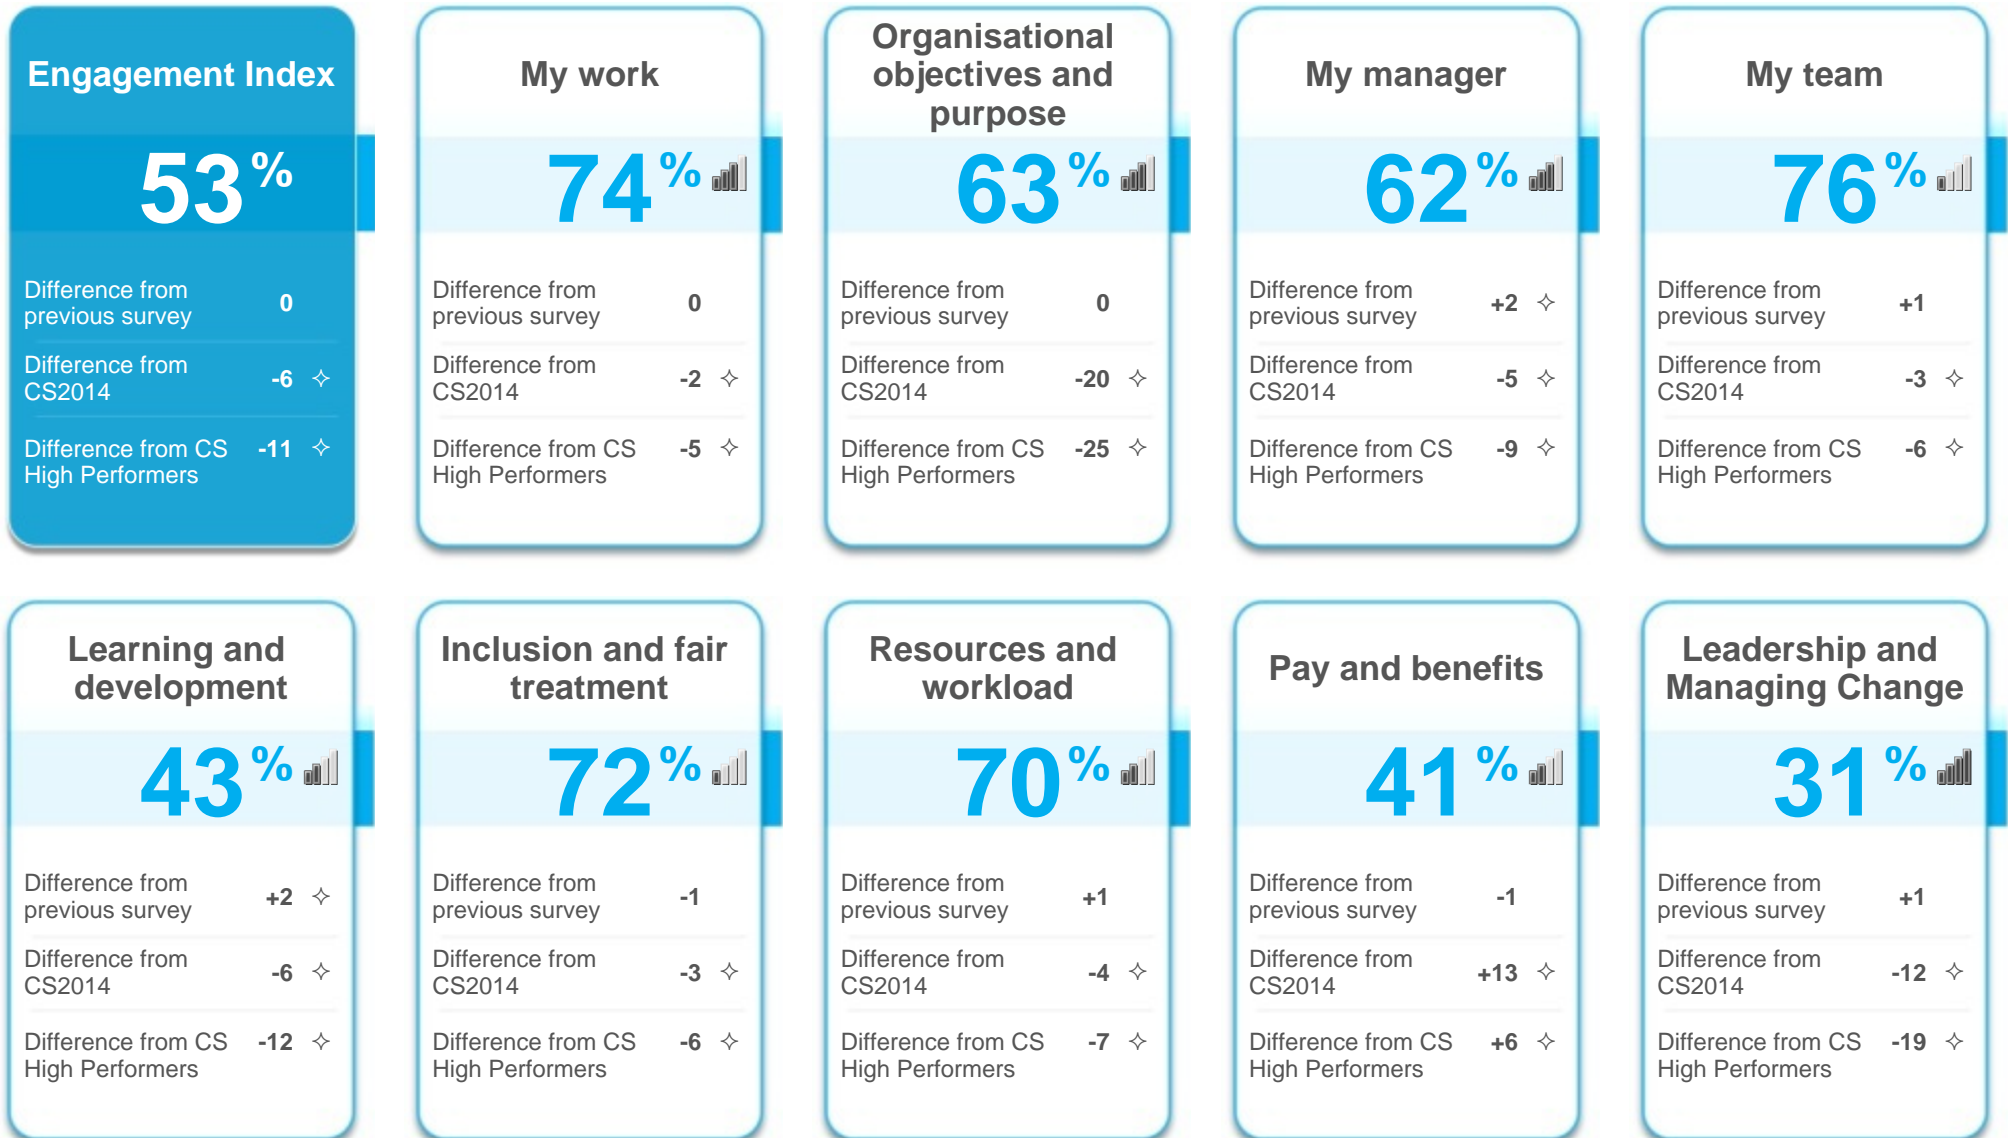 Engagement Index
53%
Difference from
previous survey 0
Difference from
CS2014 -6 ✧
Difference from CS
High Performers -11 ✧
My work
74%
Difference from
previous survey 0
Difference from
CS2014 -2 ✧
Difference from CS
High Performers -5 ✧
Organisational
objectives and
purpose
63%
Difference from
previous survey 0
Difference from
CS2014 -20 ✧
Difference from CS
High Performers -25 ✧
My manager
62%
Difference from
previous survey +2 ✧
Difference from
CS2014 -5 ✧
Difference from CS
High Performers -9 ✧
My team
76%
Difference from
previous survey +1
Difference from
CS2014 -3 ✧
Difference from CS
High Performers -6 ✧
Learning and
development
43%
Difference from
previous survey +2 ✧
Difference from
CS2014 -6 ✧
Difference from CS
High Performers -12 ✧
Inclusion and fair
treatment
72%
Difference from
previous survey -1
Difference from
CS2014 -3 ✧
Difference from CS
High Performers -6 ✧
Resources and
workload
70%
Difference from
previous survey +1
Difference from
CS2014 -4 ✧
Difference from CS
High Performers -7 ✧
Pay and benefits
41%
Difference from
previous survey -1
Difference from
CS2014 +13 ✧
Difference from CS
High Performers +6 ✧
Leadership and
Managing Change
31%
Difference from
previous survey +1
Difference from
CS2014 -12 ✧
Difference from CS
High Performers -19 ✧